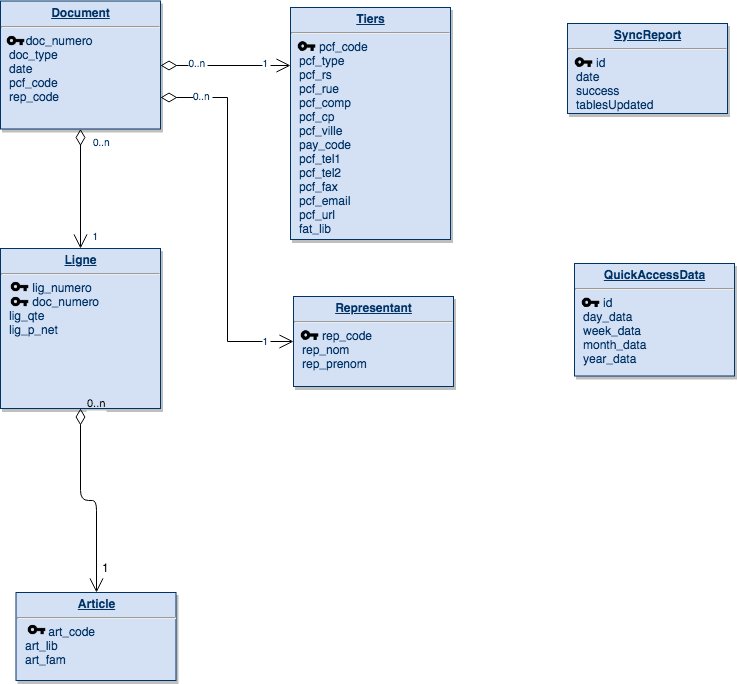 Document
doc_numero
doc_type
date
pcf_code
rep_code
0..n
1
0..n
0..n
1
Tiers
pcf_code
pcf_type
pcf_rs
pcf_rue
pcf_comp
pcf_cp
pcf_ville
pay_code
pcf_tel1
pcf_tel2
pcf_fax
pcf_email
pcf_url
fat_lib
SyncReport
id
date
success
tablesUpdated
Ligne
lig_numero
doc_numero
lig_qte
lig_p_net
0..n
1
Representant
rep_code
rep_nom
rep_prenom
QuickAccessData
id
day_data
week_data
month_data
year_data
1
Article
art_code
art_lib
art_fam